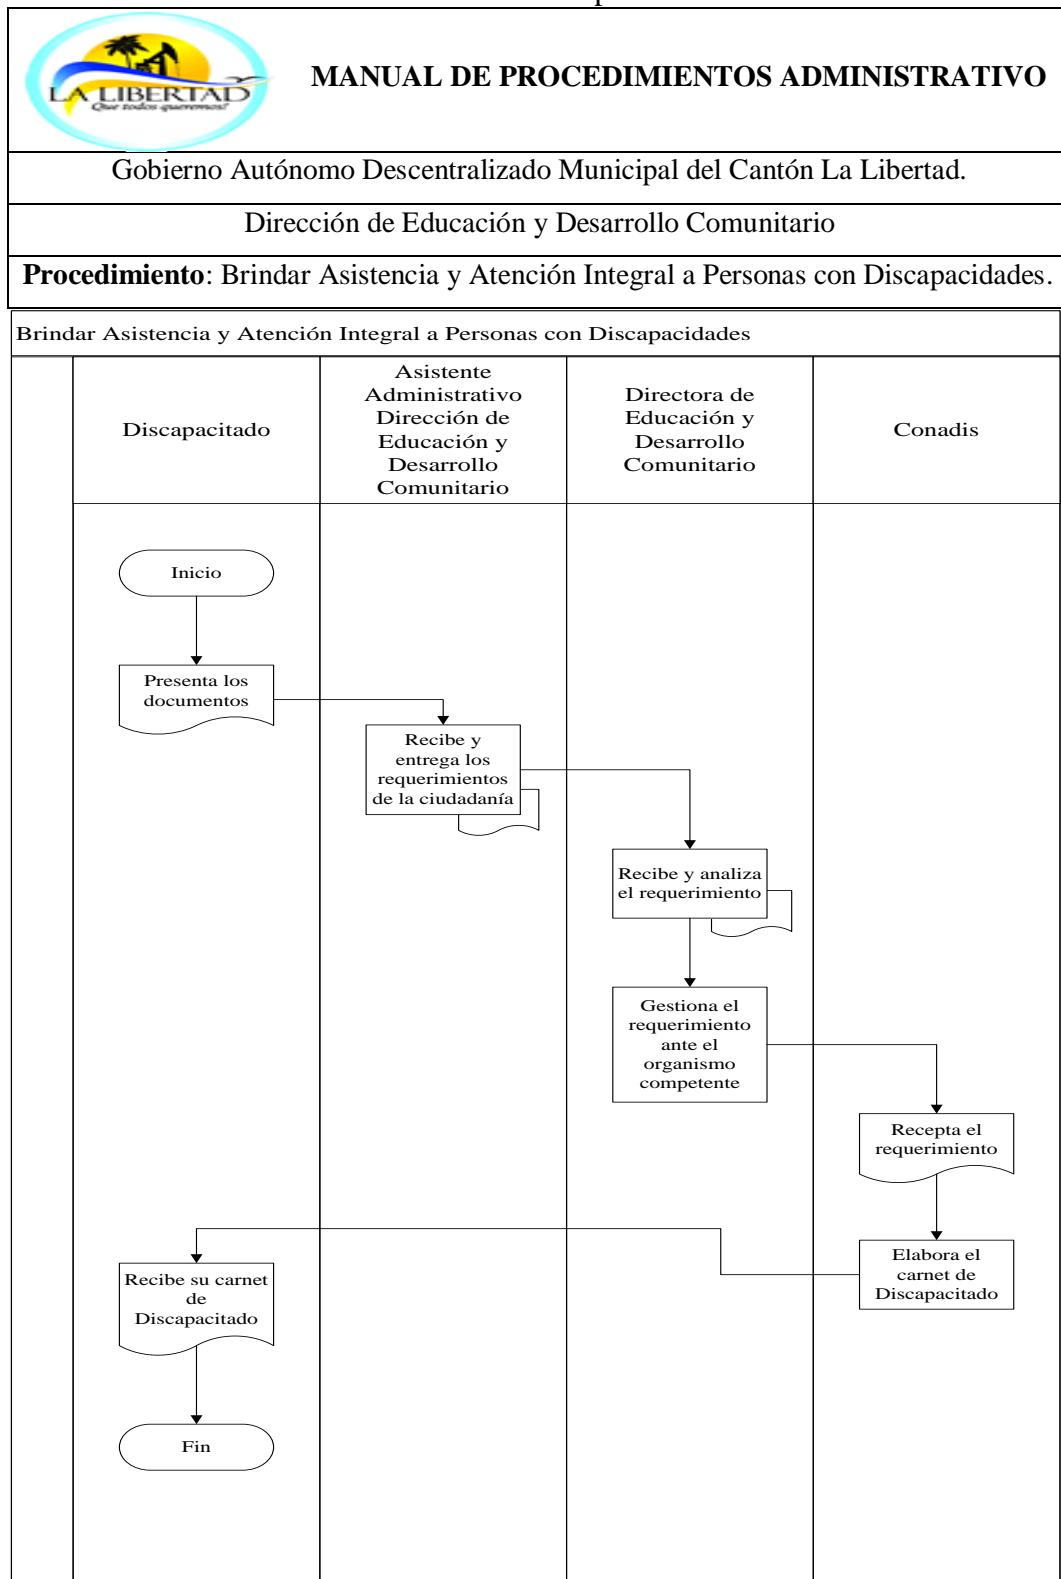 LA LIBERTAD
Que todos queremos!
MANUAL DE PROCEDIMIENTOS ADMINISTRATIVO
Gobierno Autónomo Descentralizado Municipal del Cantón La Libertad.
Dirección de Educación y Desarrollo Comunitario
Procedimiento: Brindar Asistencia y Atención Integral a Personas con Discapacidades.
Brindar Asistencia y Atención Integral a Personas con Discapacidades
Discapacitado
Asistente
Administrativo
Dirección de
Educación y
Desarrollo
Comunitario
Directora de
Educación y
Desarrollo
Comunitario
Conadis
Inicio
Presenta los
documentos
Recibe y
entrega los
requerimientos
de la ciudadanía
Recibe y analiza
el requerimiento
Gestiona el
requerimiento
ante el
organismo
competente
Recepta el
requerimiento
Elabora el
carnet de
Discapacitado
Recibe su carnet
de
Discapacitado
Fin